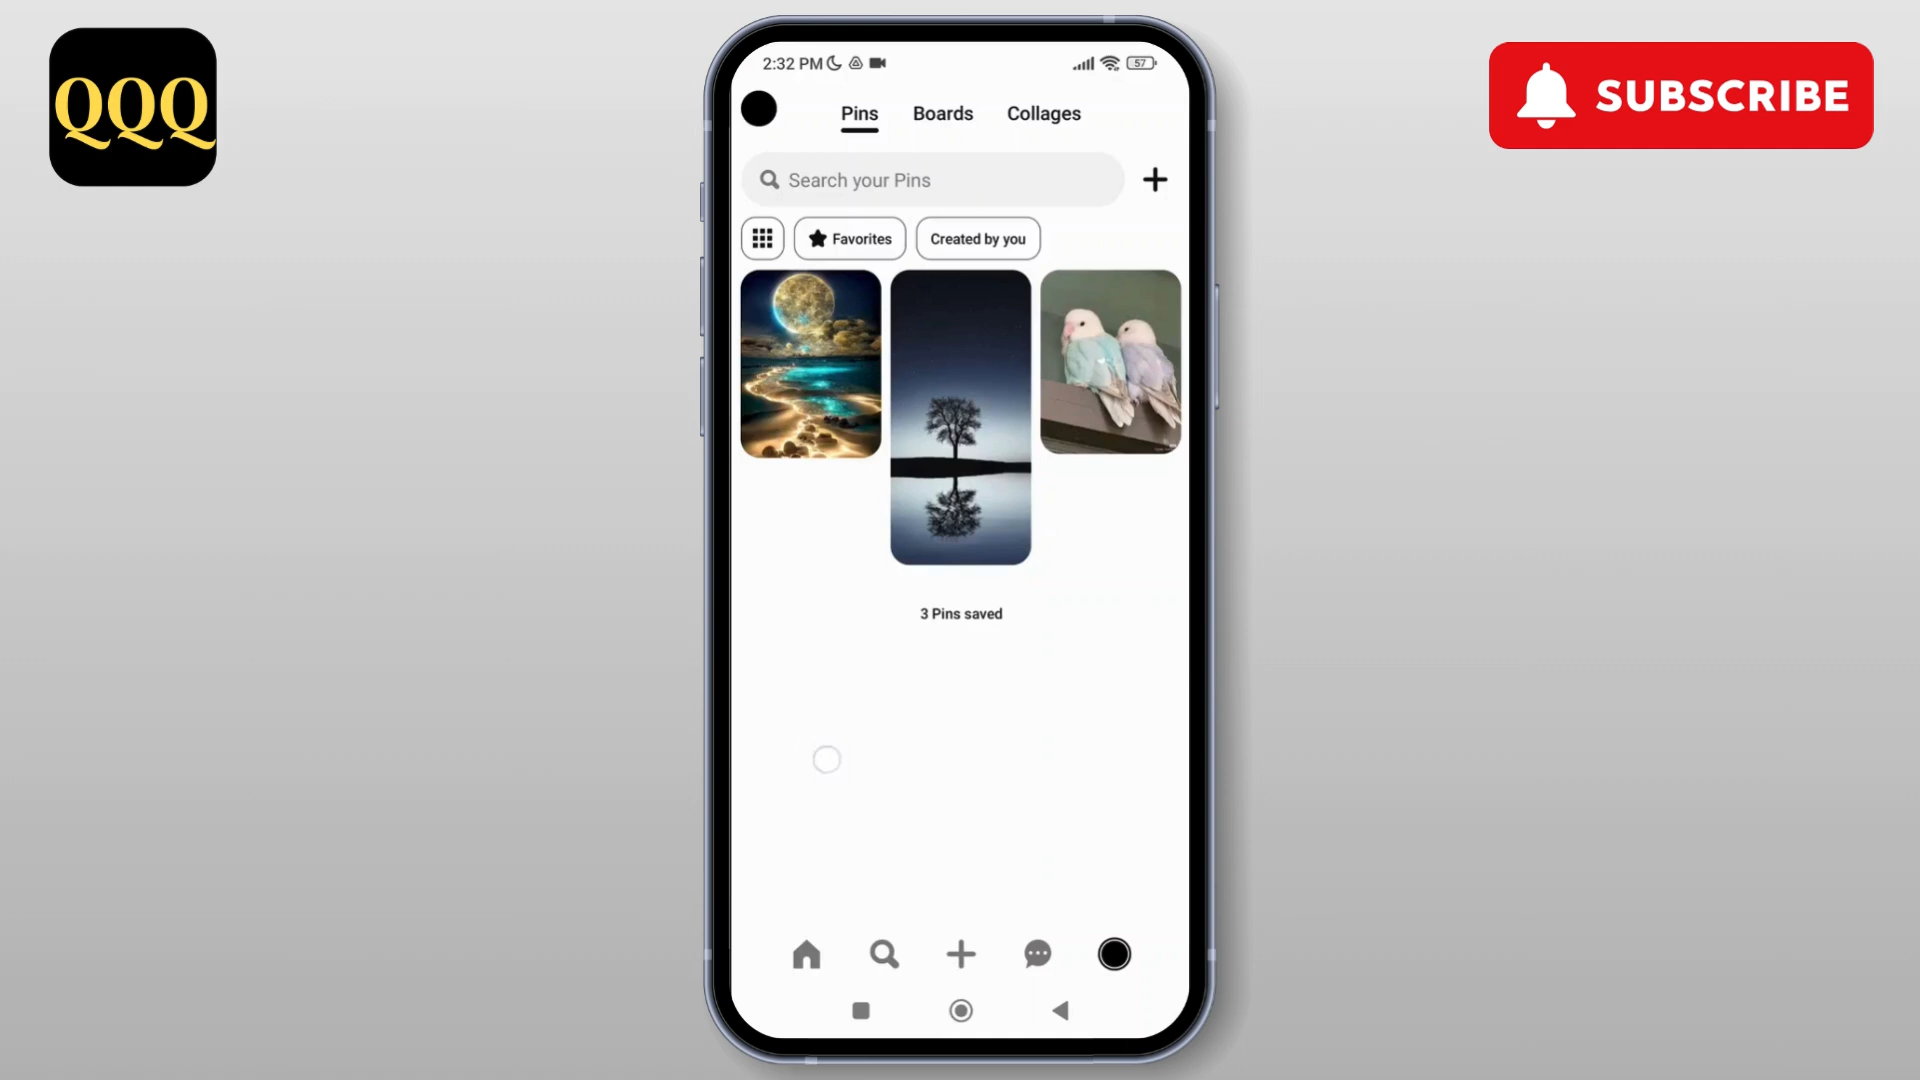 QQQ
SUBSCRIBE
2:32 PM
57
Pins Boards Collages
Search your Pins
Favorites Created by you
3 Pins saved